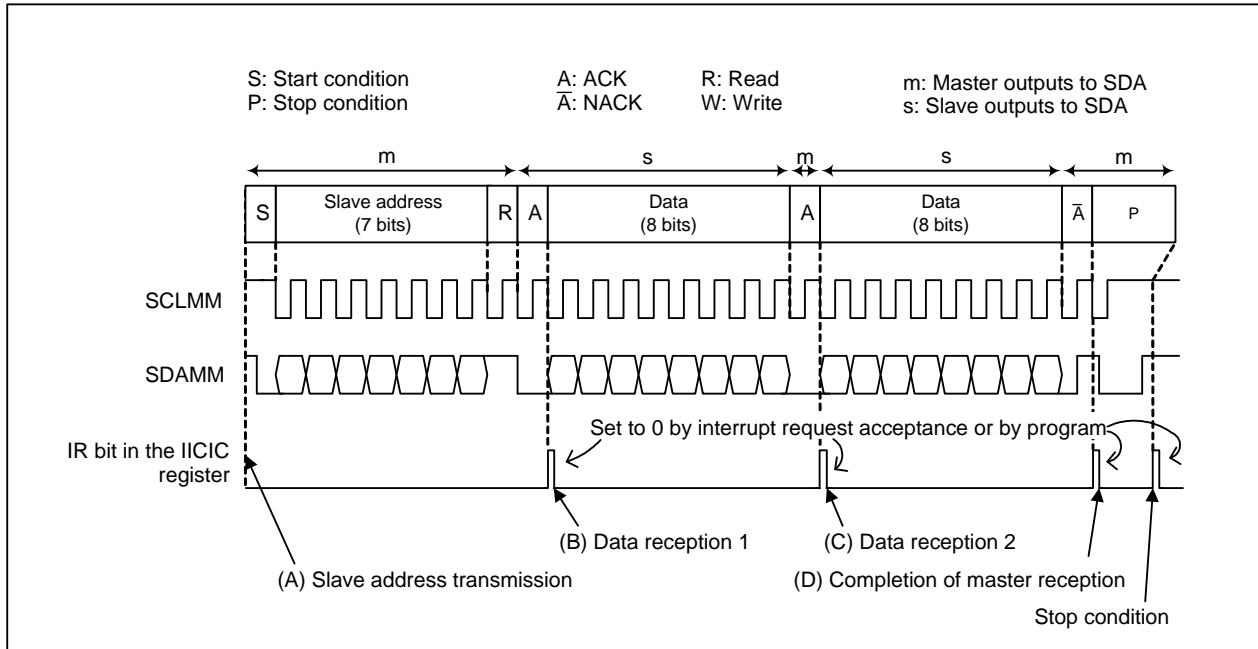 S: Start condition A: ACK R: Read m: Master outputs to SDA
P: Stop condition A̅: NACK W: Write s: Slave outputs to SDA
m s m s m
S Slave address (7 bits) R A Data (8 bits) A Data (8 bits) A̅ P
SCLMM
SDAMM
Set to 0 by interrupt request acceptance or by program
IR bit in the IICIC
register
(B) Data reception 1 (C) Data reception 2
(A) Slave address transmission (D) Completion of master reception
Stop condition